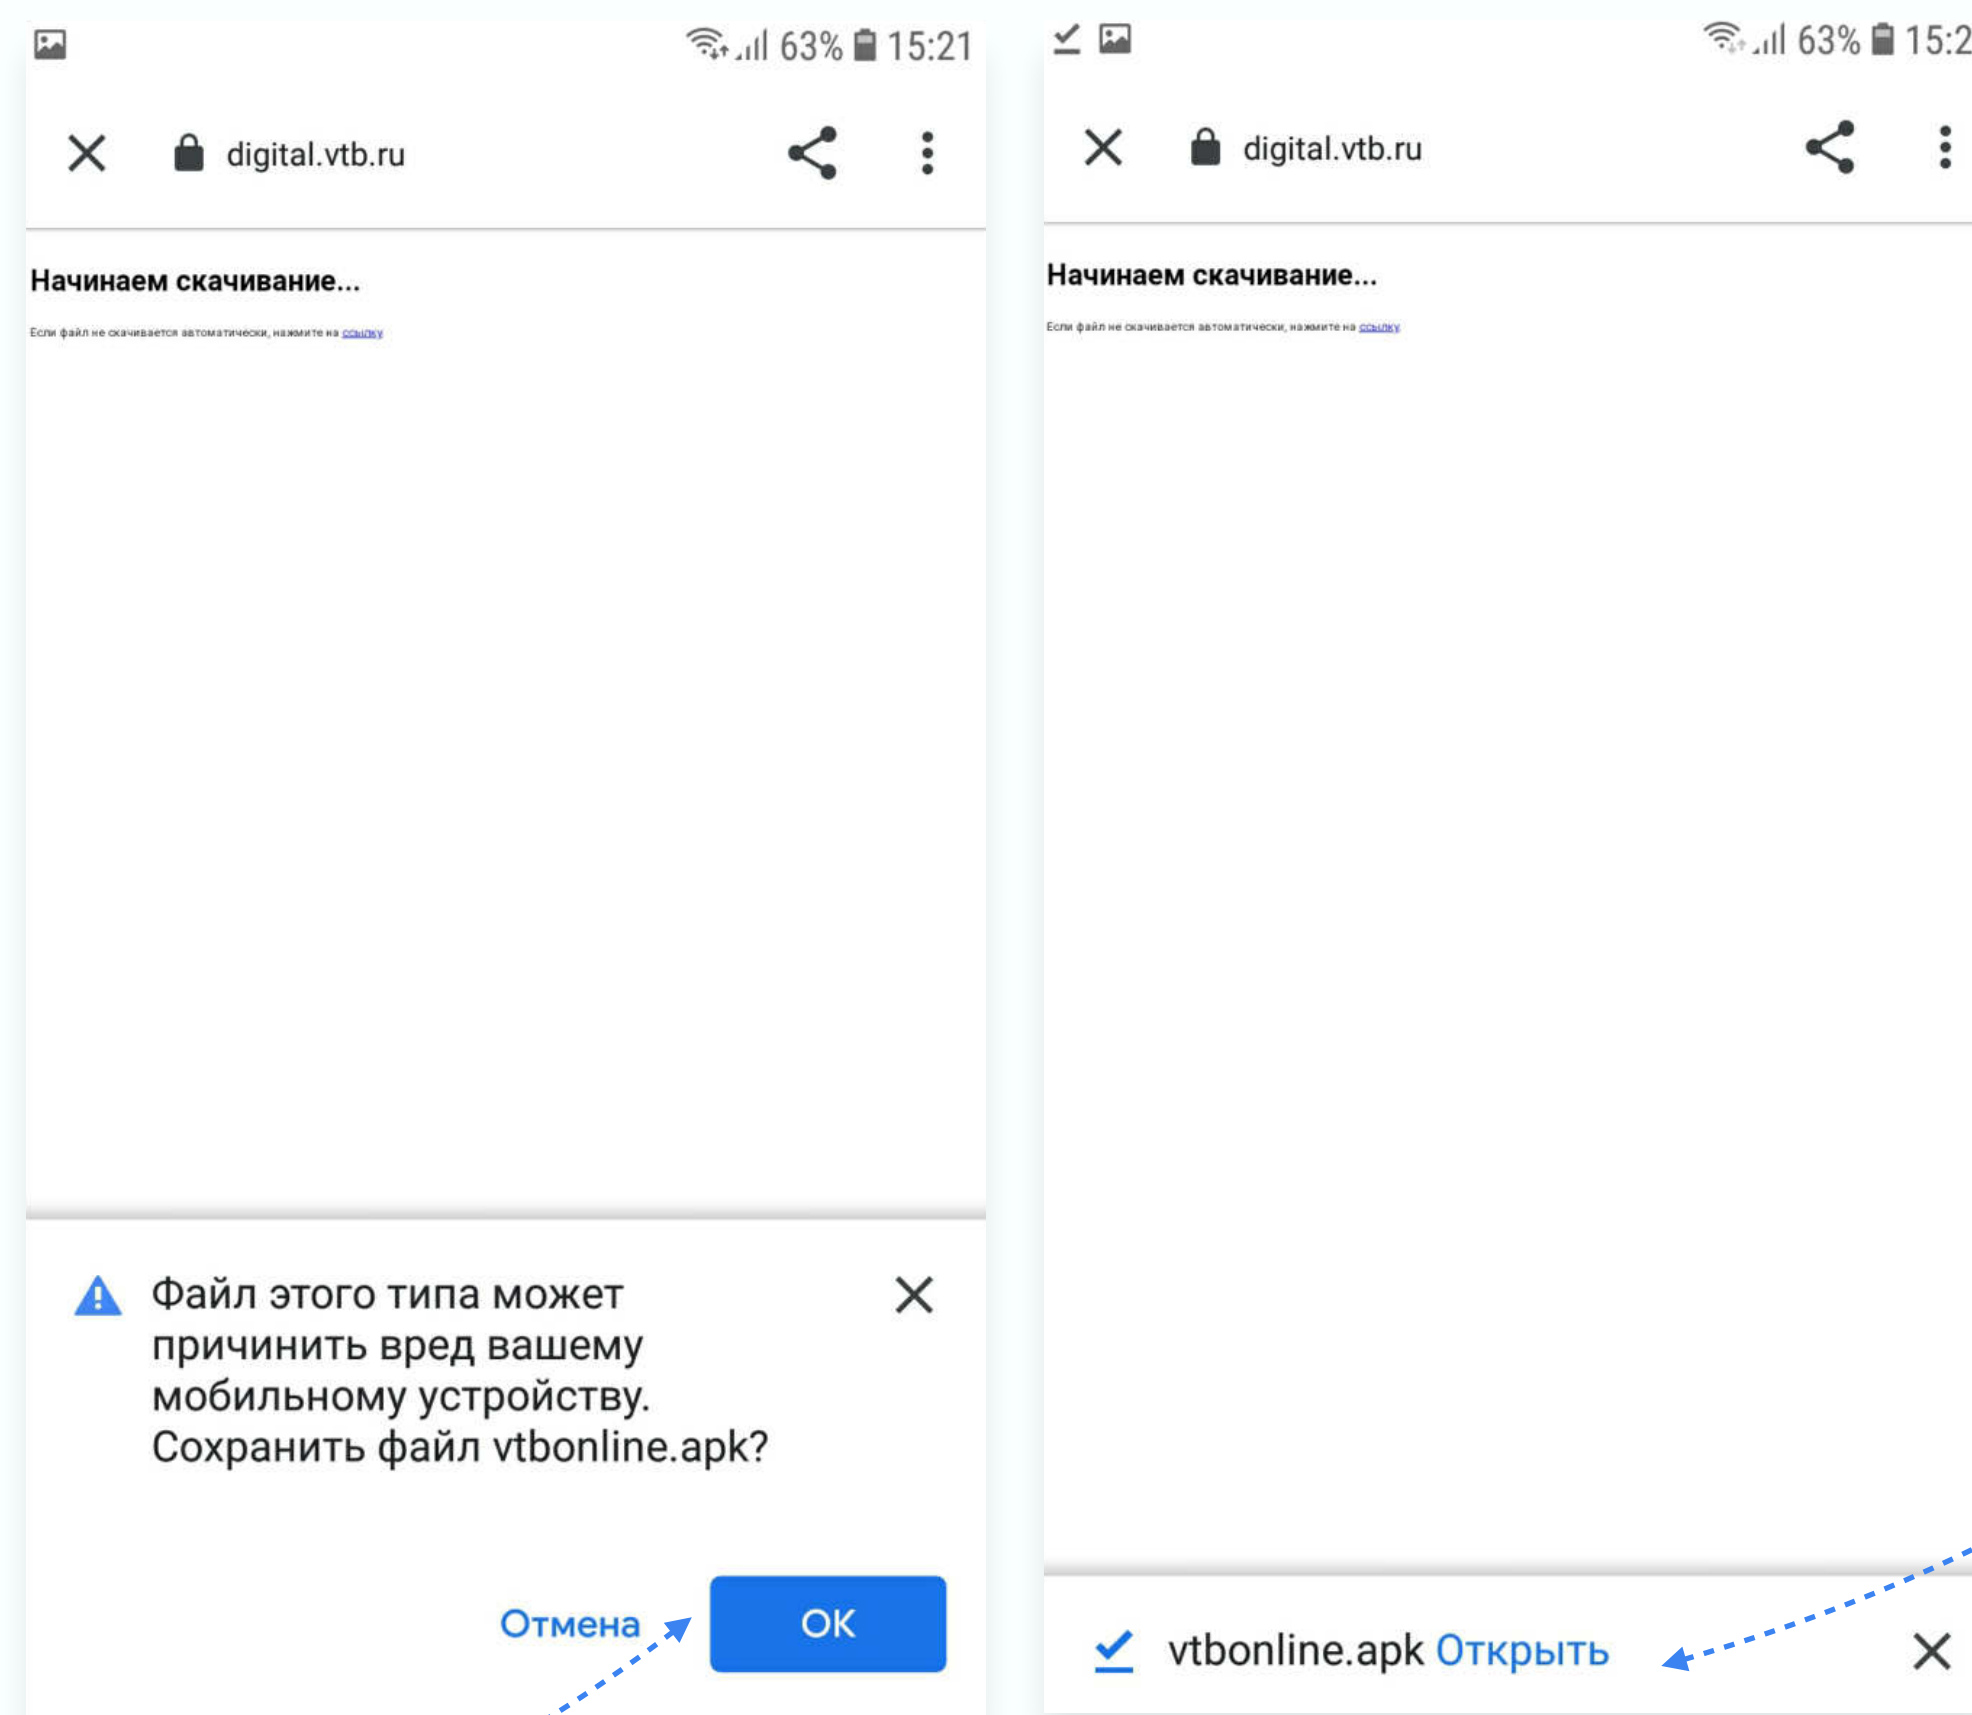 63% 15:21
digital.vtb.ru
Начинаем скачивание...
Если файл не скачивается автоматически, нажмите на ссылку
Файл этого типа может
причинить вред вашему
мобильному устройству.
Сохранить файл vtbonline.apk?
Отмена
OK
63% 15:2
digital.vtb.ru
Начинаем скачивание...
Если файл не скачивается автоматически, нажмите на ссылку
vtbonline.apk Открыть